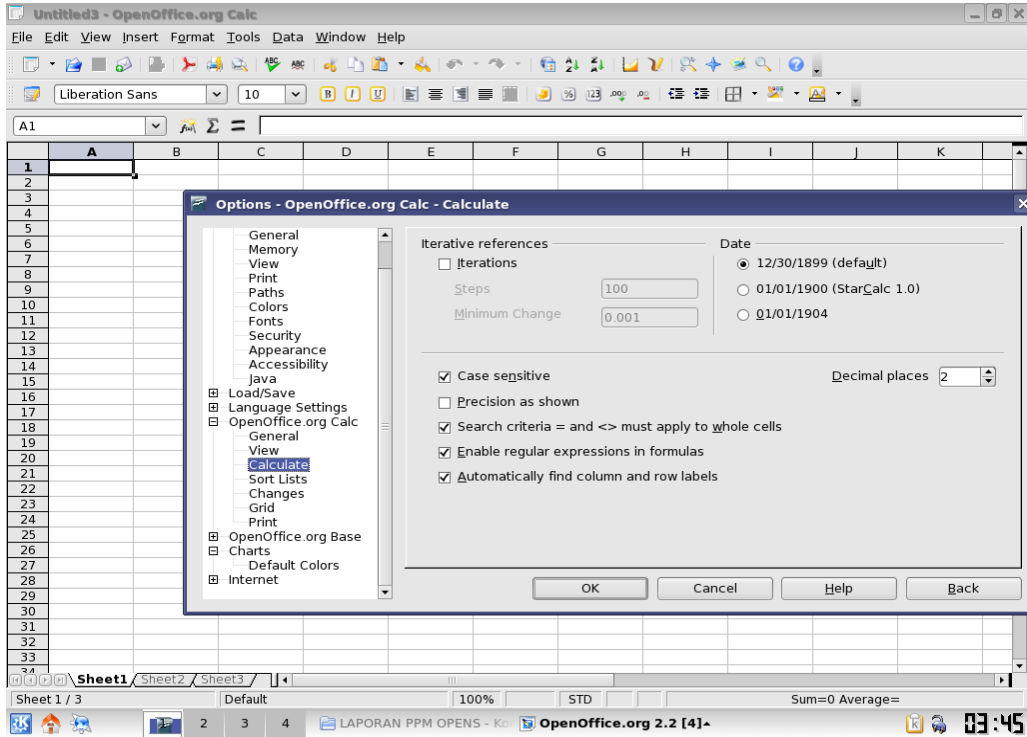 Untitled3 - OpenOffice.org Calc
File Edit View Insert Format Tools Data Window Help
Liberation Sans 10
A1
A B C D E F G H I J K
1
2
3
4
5
6
7
8
9
10
11
12
13
14
15
16
17
18
19
20
21
22
23
24
25
26
27
28
29
30
31
32
33
34
Options - OpenOffice.org Calc - Calculate
General
Memory
View
Print
Paths
Colors
Fonts
Security
Appearance
Accessibility
Java
Load/Save
Language Settings
OpenOffice.org Calc
General
View
Calculate
Sort Lists
Changes
Grid
Print
OpenOffice.org Base
Charts
Default Colors
Internet
Iterative references
Iterations
Steps 100
Minimum Change 0.001
Date
12/30/1899 (default)
01/01/1900 (StarCalc 1.0)
01/01/1904
Case sensitive
Decimal places 2
Precision as shown
Search criteria = and <> must apply to whole cells
Enable regular expressions in formulas
Automatically find column and row labels
OK Cancel Help Back
Sheet1 Sheet2 Sheet3
Sheet 1 / 3 Default 100% STD Sum=0 Average=
2 3 4 LAPORAN PPM OPENS - Ko OpenOffice.org 2.2 [4] 03:45